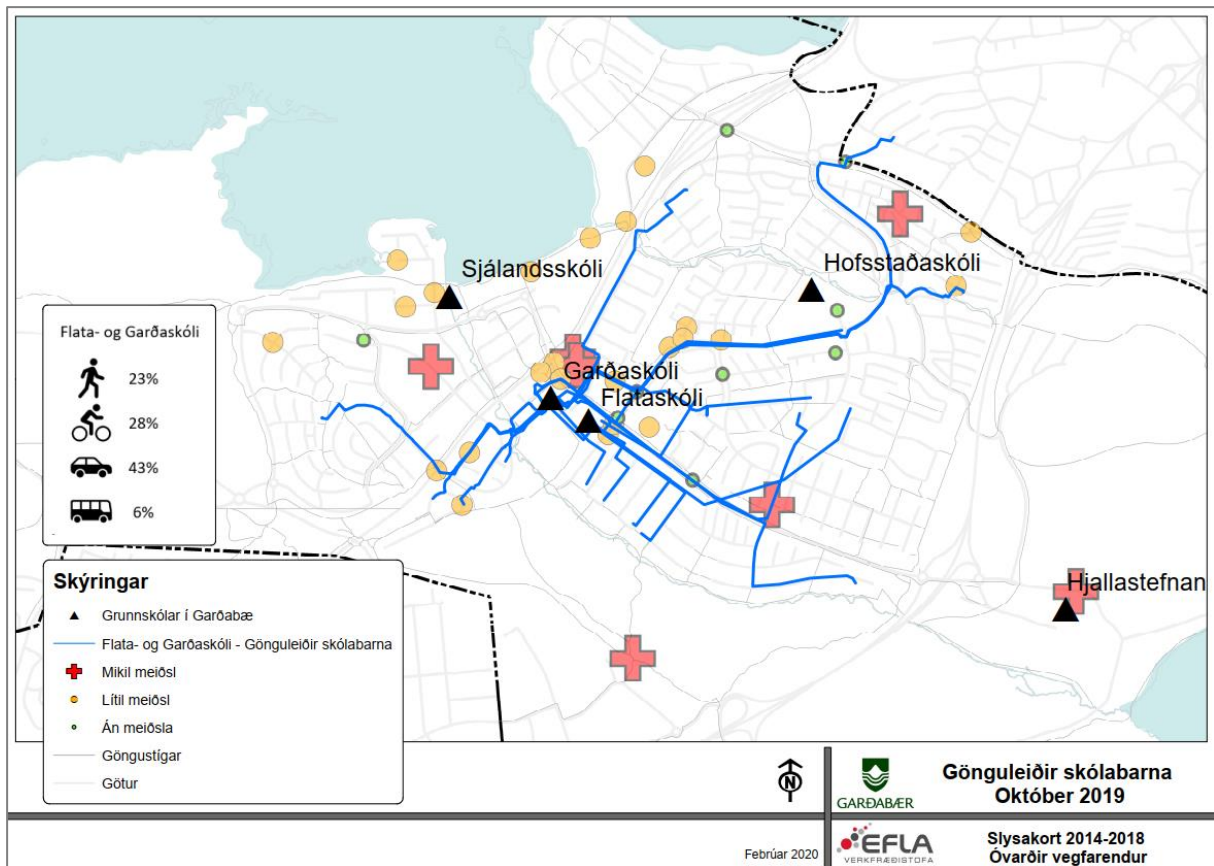 Sjálandsskóli
Hofsstaðaskóli
Garðaskóli
Flataskóli
Hjallastefnan
Flata- og Garðaskóli
23%
28%
43%
6%
Skýringar
Grunnskólar í Garðabæ
Flata- og Garðaskóli - Gönguleiðir skólabarna
Mikil meiðsl
Lítil meiðsl
Án meiðsla
Göngustígar
Götur
N
GARÐABÆR
Gönguleiðir skólabarna
Október 2019
Febrúar 2020
EFLA
VERKFRÆÐISTOFA
Slysakort 2014-2018
Óvarðir vegfarendur